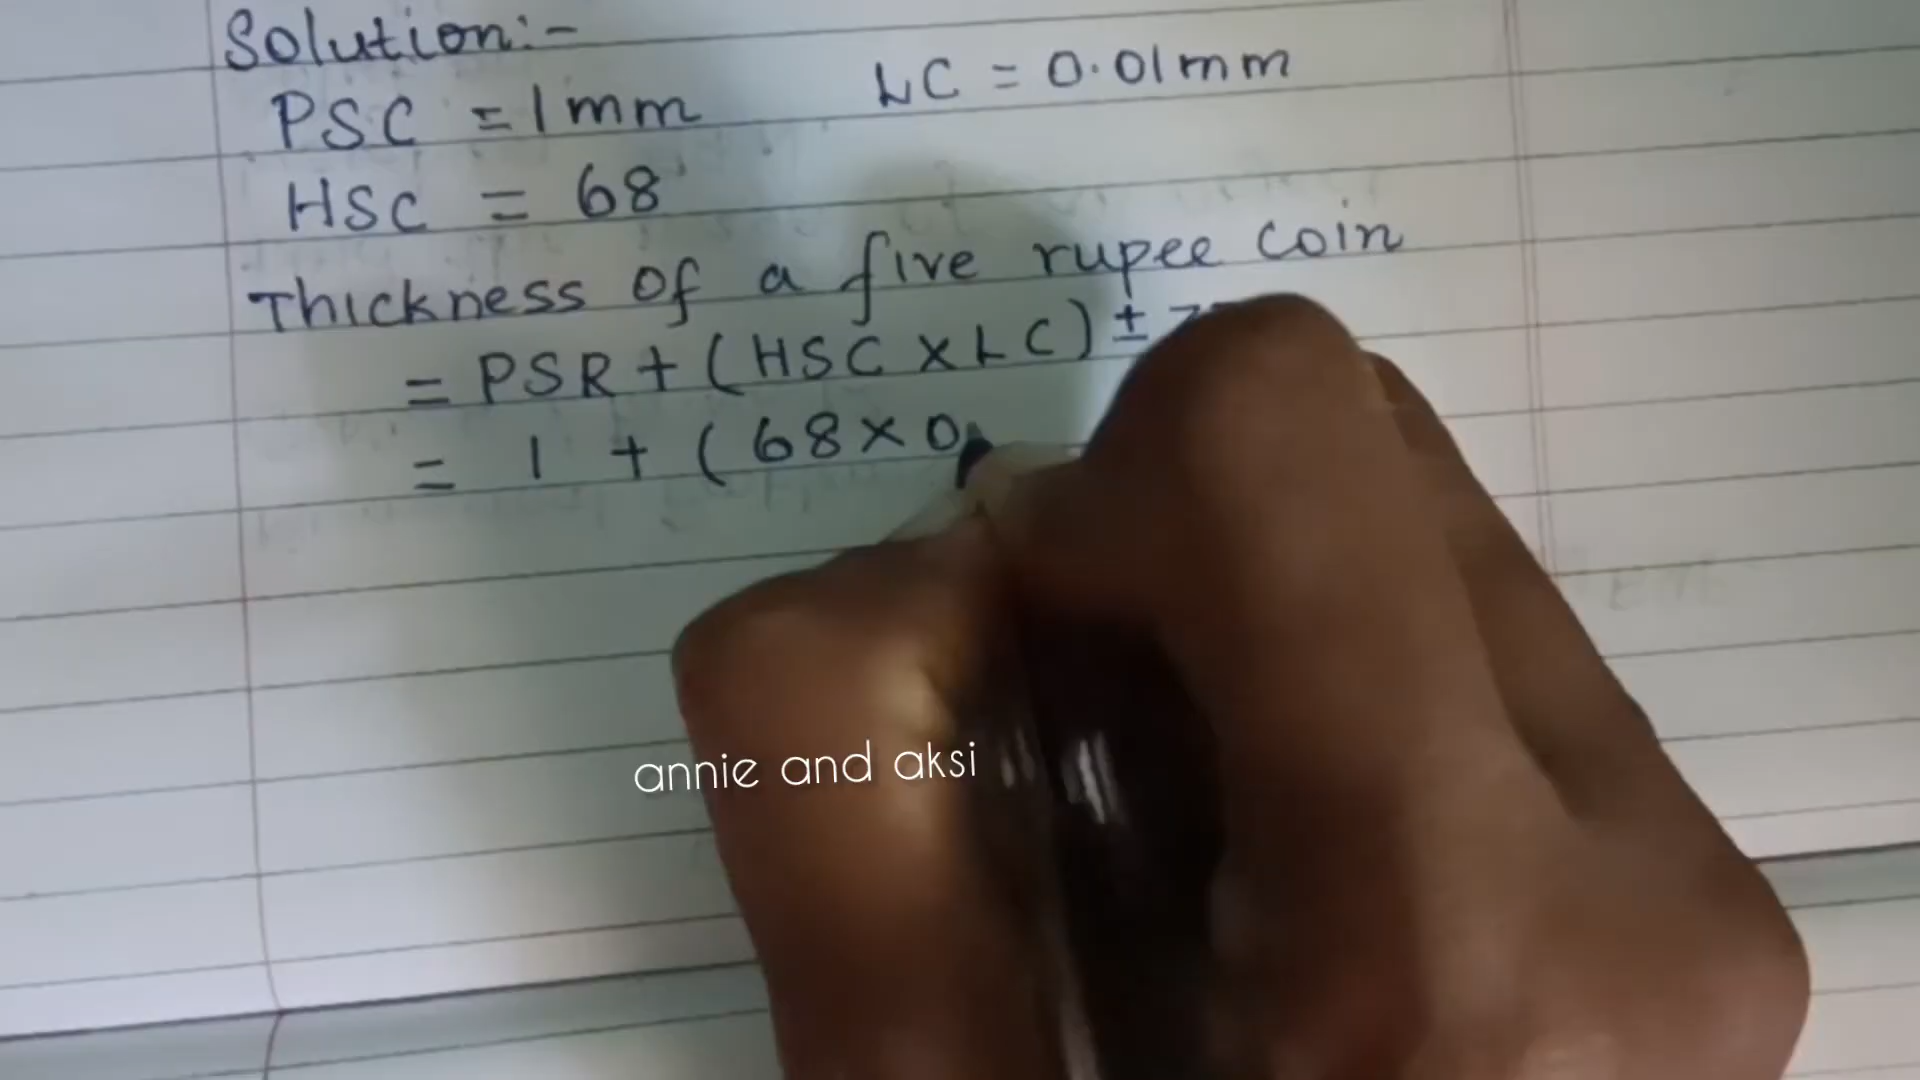 Solution:-
PSC = 1mm LC = 0.01mm
HSC = 68
Thickness of a five rupee coin
= PSR + (HSC × LC) ±
= 1 + (68 × 0
annie and aksi